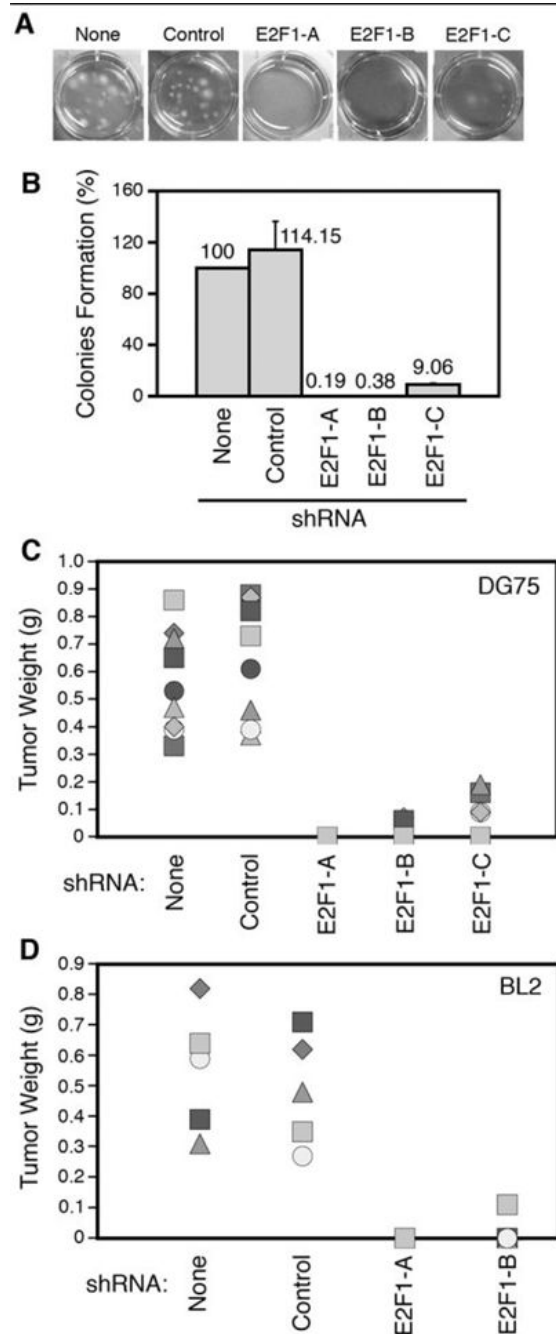 A
None Control E2F1-A E2F1-B E2F1-C
B
Colonies Formation (%)
160
120
80
40
0
100
114.15
0.19
0.38
9.06
None
Control
E2F1-A
E2F1-B
E2F1-C
shRNA
C
DG75
Tumor Weight (g)
1.0
0.9
0.8
0.7
0.6
0.5
0.4
0.3
0.2
0.1
0
shRNA:
None
Control
E2F1-A
E2F1-B
E2F1-C
D
BL2
Tumor Weight (g)
0.9
0.8
0.7
0.6
0.5
0.4
0.3
0.2
0.1
0
shRNA:
None
Control
E2F1-A
E2F1-B